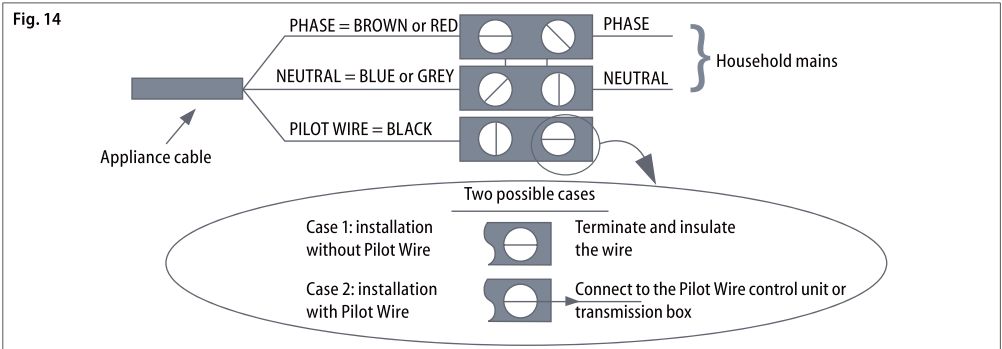 Fig. 14
PHASE = BROWN or RED
PHASE
NEUTRAL = BLUE or GREY
NEUTRAL
Household mains
PILOT WIRE = BLACK
Appliance cable
Two possible cases
Case 1: installation
without Pilot Wire
Terminate and insulate
the wire
Case 2: installation
with Pilot Wire
Connect to the Pilot Wire control unit or
transmission box